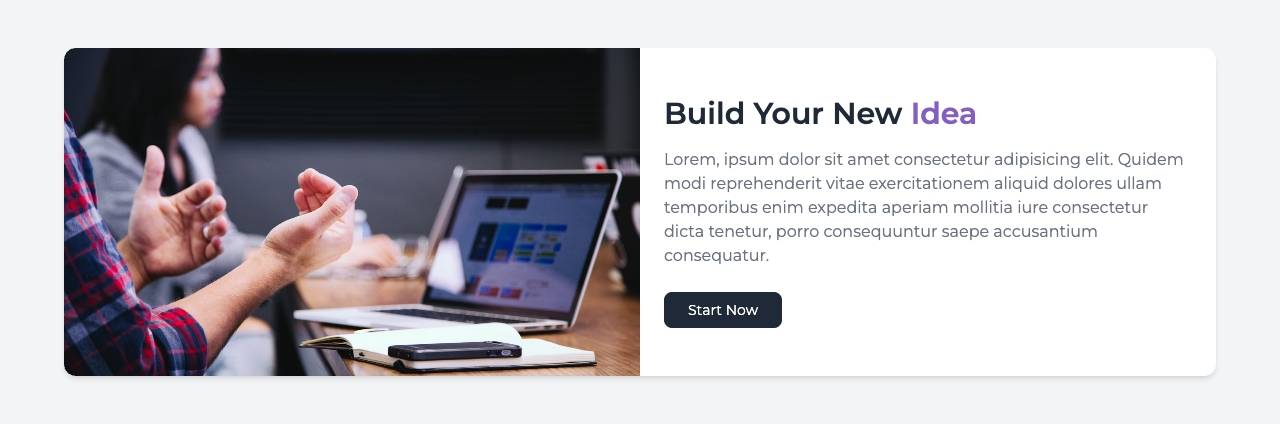 Build Your New Idea
Lorem, ipsum dolor sit amet consectetur adipisicing elit. Quidem
modi reprehenderit vitae exercitationem aliquid dolores ullam
temporibus enim expedita aperiam mollitia iure consectetur
dicta tenetur, porro consequuntur saepe accusantium
consequatur.
Start Now